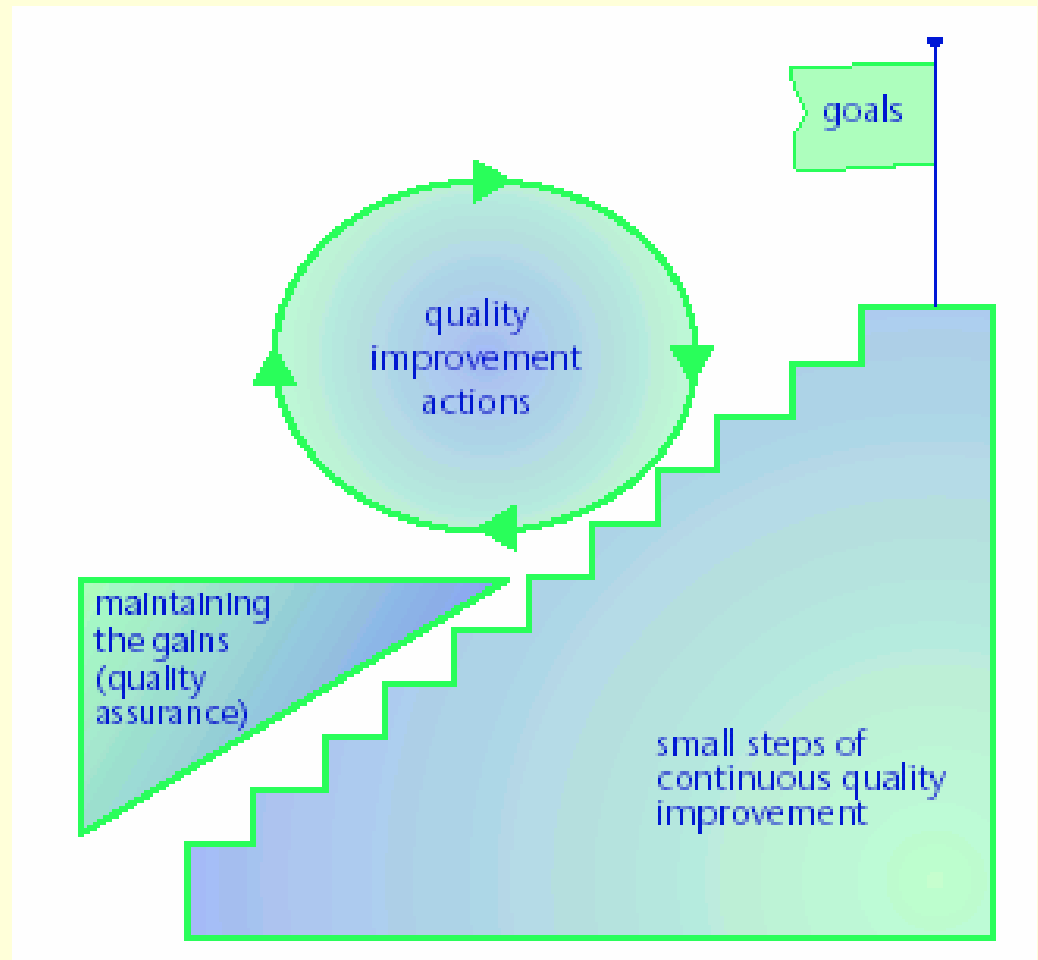 goals
quality
improvement
actions
maintaining
the gains
(quality
assurance)
small steps of
continuous quality
improvement